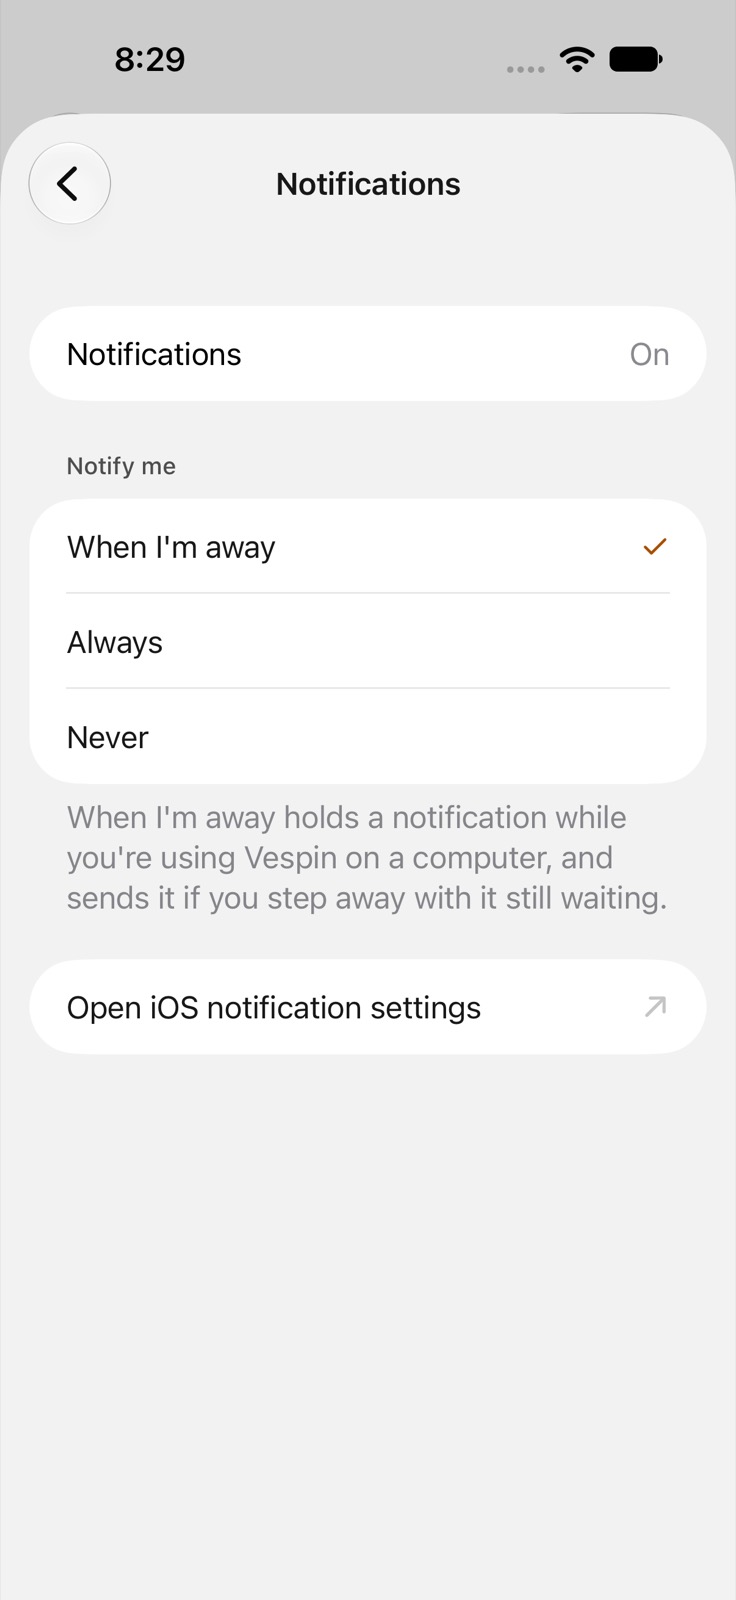 8:29
Notifications
Notifications On
Notify me
When I'm away
Always
Never
When I'm away holds a notification while
you're using Vespin on a computer, and
sends it if you step away with it still waiting.
Open iOS notification settings